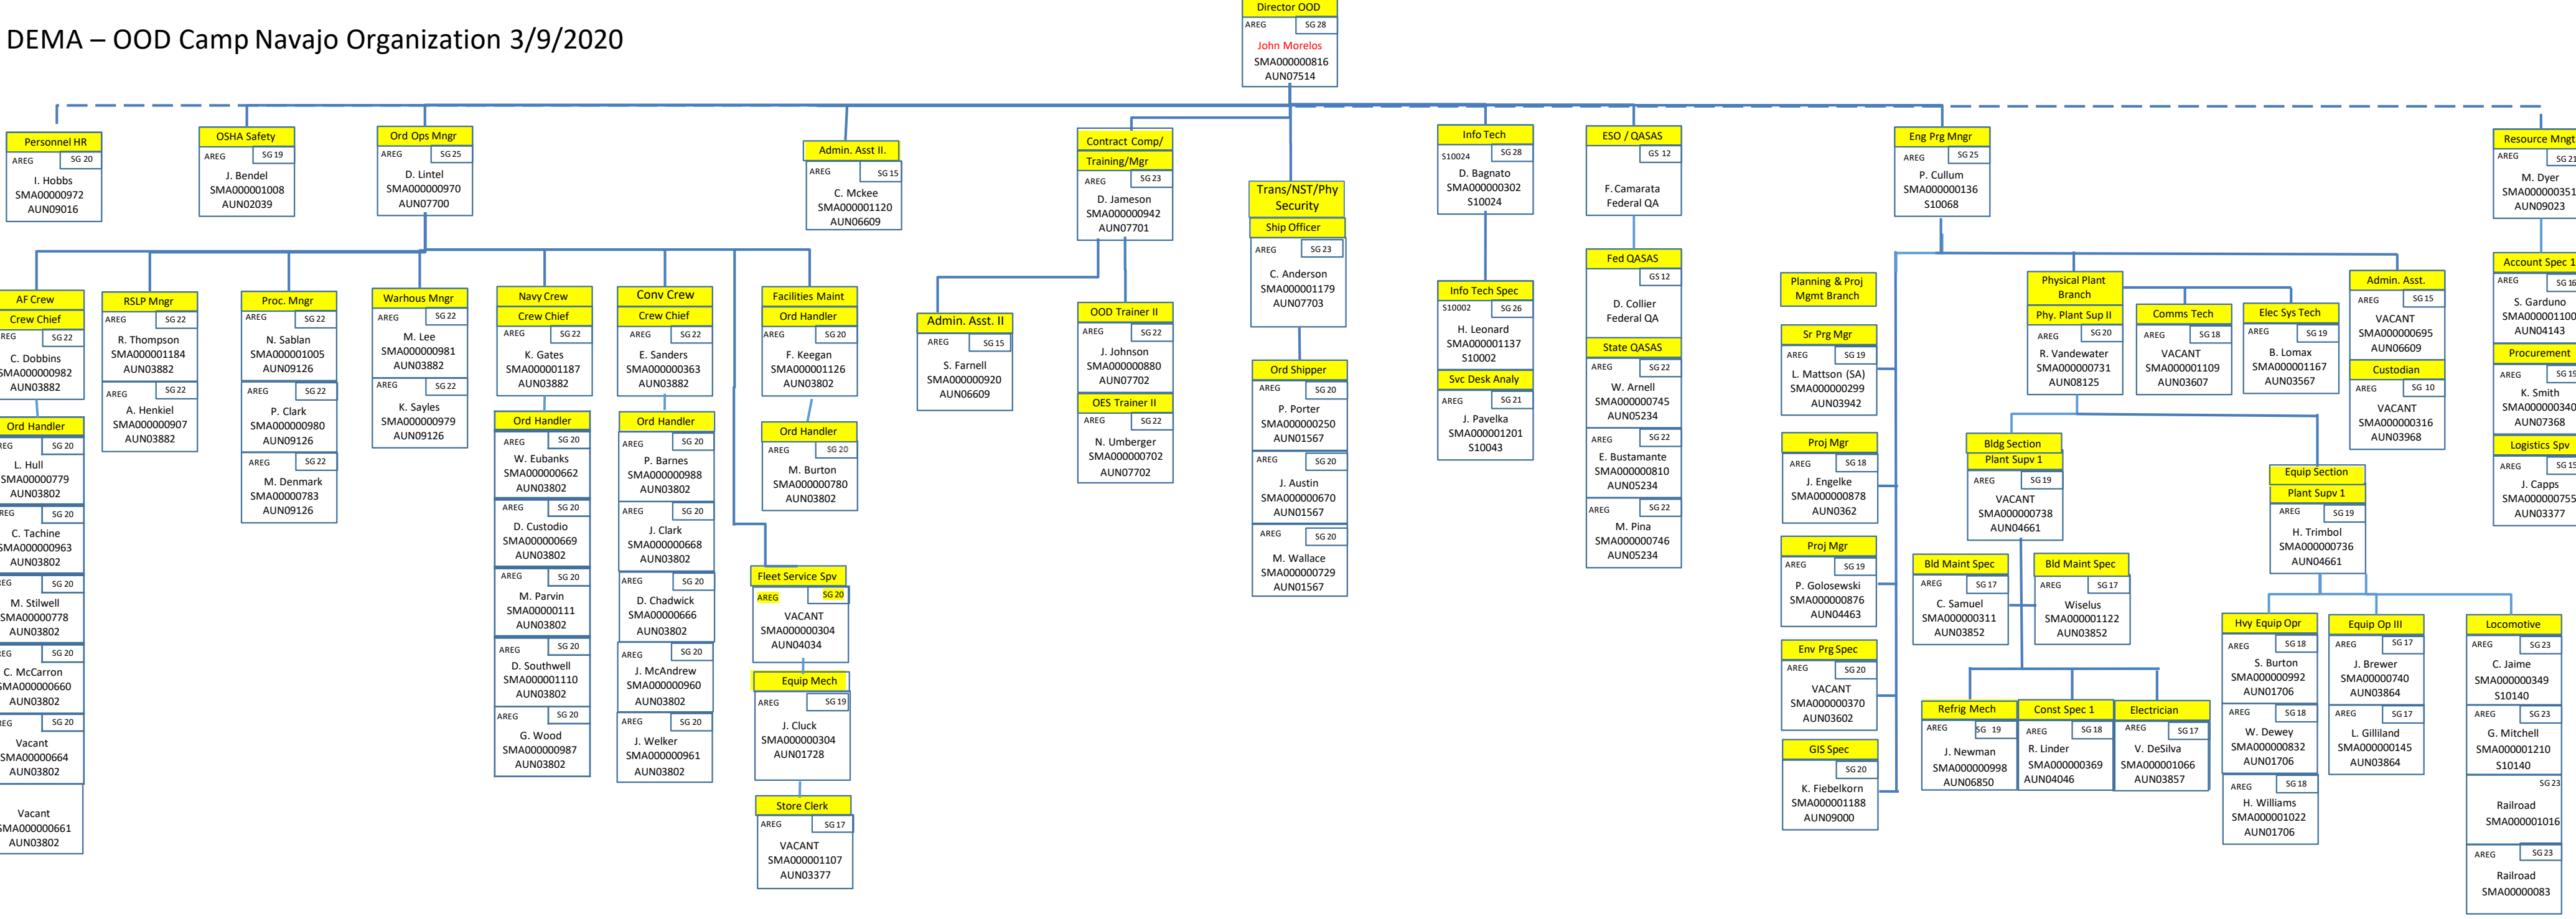 Director OOD
AREG SG 28
John Morelos
SMA000000816
AUN07514
DEMA – OOD Camp Navajo Organization 3/9/2020
Personnel HR
AREG SG 20
I. Hobbs
SMA00000972
AUN09016
OSHA Safety
AREG SG 19
J. Bendel
SMA000001008
AUN02039
Ord Ops Mngr
AREG SG 25
D. Lintel
SMA000000970
AUN07700
Admin. Asst II.
AREG SG 15
C. Mckee
SMA000001120
AUN06609
Contract Comp/
Training/Mgr
AREG SG 23
D. Jameson
SMA000000942
AUN07701
Trans/NST/Phy
Security
Ship Officer
AREG SG 23
C. Anderson
SMA000001179
AUN07703
Info Tech
S10024 SG 28
D. Bagnato
SMA000000302
S10024
ESO / QASAS
GS 12
F. Camarata
Federal QA
Eng Prg Mngr
AREG SG 25
P. Cullum
SMA000000136
S10068
Resource Mngt
AREG SG 21
M. Dyer
SMA000000351
AUN09023
AF Crew
Crew Chief
REG SG 22
C. Dobbins
SMA000000982
AUN03882
Ord Handler
REG SG 20
L. Hull
SMA00000779
AUN03802
REG SG 20
C. Tachine
SMA000000963
AUN03802
REG SG 20
M. Stilwell
SMA00000778
AUN03802
REG SG 20
C. McCarron
SMA000000660
AUN03802
REG SG 20
Vacant
SMA000000664
AUN03802
Vacant
SMA000000661
AUN03802
RSLP Mngr
AREG SG 22
R. Thompson
SMA000001184
AUN03882
AREG SG 22
A. Henkiel
SMA000000907
AUN03882
Proc. Mngr
AREG SG 22
N. Sablan
SMA000001005
AUN09126
AREG SG 22
P. Clark
SMA000000980
AUN09126
AREG SG 22
M. Denmark
SMA00000783
AUN09126
Warhous Mngr
AREG SG 22
M. Lee
SMA000000981
AUN03882
AREG SG 22
K. Sayles
SMA000000979
AUN09126
Navy Crew
Crew Chief
AREG SG 22
K. Gates
SMA000001187
AUN03882
Ord Handler
AREG SG 20
W. Eubanks
SMA000000662
AUN03802
AREG SG 20
D. Custodio
SMA000000669
AUN03802
AREG SG 20
M. Parvin
SMA00000111
AUN03802
AREG SG 20
D. Southwell
SMA000001110
AUN03802
AREG SG 20
G. Wood
SMA000000987
AUN03802
Conv Crew
Crew Chief
AREG SG 22
E. Sanders
SMA000000363
AUN03882
Ord Handler
AREG SG 20
P. Barnes
SMA000000988
AUN03802
AREG SG 20
J. Clark
SMA000000668
AUN03802
AREG SG 20
D. Chadwick
SMA00000666
AUN03802
AREG SG 20
J. McAndrew
SMA000000960
AUN03802
AREG SG 20
J. Welker
SMA000000961
AUN03802
Facilities Maint
Ord Handler
AREG SG 20
F. Keegan
SMA000001126
AUN03802
Ord Handler
AREG SG 20
M. Burton
SMA000000780
AUN03802
Fleet Service Spv
AREG SG 20
VACANT
SMA000000304
AUN04034
Equip Mech
AREG SG 19
J. Cluck
SMA000000304
AUN01728
Store Clerk
AREG SG 17
VACANT
SMA000001107
AUN03377
Admin. Asst. II
AREG SG 15
S. Farnell
SMA000000920
AUN06609
OOD Trainer II
AREG SG 22
J. Johnson
SMA000000880
AUN07702
OES Trainer II
AREG SG 22
N. Umberger
SMA000000702
AUN07702
Ord Shipper
AREG SG 20
P. Porter
SMA000000250
AUN01567
AREG SG 20
J. Austin
SMA000000670
AUN01567
AREG SG 20
M. Wallace
SMA000000729
AUN01567
Info Tech Spec
S10002 SG 26
H. Leonard
SMA000001137
S10002
Svc Desk Analy
AREG SG 21
J. Pavelka
SMA000001201
S10043
Fed QASAS
GS 12
D. Collier
Federal QA
State QASAS
AREG SG 22
W. Arnell
SMA000000745
AUN05234
AREG SG 22
E. Bustamante
SMA000000810
AUN05234
AREG SG 22
M. Pina
SMA000000746
AUN05234
Planning & Proj
Mgmt Branch
Sr Prg Mgr
AREG SG 19
L. Mattson (SA)
SMA000000299
AUN03942
Proj Mgr
AREG SG 18
J. Engelke
SMA000000878
AUN0362
Proj Mgr
AREG SG 19
P. Golosewski
SMA000000876
AUN04463
Env Prg Spec
AREG SG 20
VACANT
SMA000000370
AUN03602
GIS Spec
SG 20
K. Fiebelkorn
SMA000001188
AUN09000
Physical Plant
Branch
Phy. Plant Sup II
AREG SG 20
R. Vandewater
SMA000000731
AUN08125
Comms Tech
AREG SG 18
VACANT
SMA000001109
AUN03607
Elec Sys Tech
AREG SG 19
B. Lomax
SMA000001167
AUN03567
Admin. Asst.
AREG SG 15
VACANT
SMA000000695
AUN06609
Custodian
AREG SG 10
VACANT
SMA000000316
AUN03968
Bldg Section
Plant Supv 1
AREG SG 19
VACANT
SMA000000738
AUN04661
Bld Maint Spec
AREG SG 17
C. Samuel
SMA000000311
AUN03852
Bld Maint Spec
AREG SG 17
Wiselus
SMA000001122
AUN03852
Refrig Mech
AREG SG 19
J. Newman
SMA000000998
AUN06850
Const Spec 1
AREG SG 18
R. Linder
SMA000000369
AUN04046
Electrician
AREG SG 17
V. DeSilva
SMA000001066
AUN03857
Equip Section
Plant Supv 1
AREG SG 19
H. Trimbol
SMA000000736
AUN04661
Hvy Equip Opr
AREG SG 18
S. Burton
SMA000000992
AUN01706
AREG SG 18
W. Dewey
SMA000000832
AUN01706
AREG SG 18
H. Williams
SMA000001022
AUN01706
Equip Op III
AREG SG 17
J. Brewer
SMA00000740
AUN03864
AREG SG 17
L. Gilliland
SMA000000145
AUN03864
Locomotive
AREG SG 23
C. Jaime
SMA000000349
S10140
AREG SG 23
G. Mitchell
SMA000001210
S10140
SG 23
Railroad
SMA000001016
AREG SG 23
Railroad
SMA00000083
Account Spec 1
AREG SG 16
S. Garduno
SMA000001100
AUN04143
Procurement
AREG SG 19
K. Smith
SMA000000340
AUN07368
Logistics Spv
AREG SG 15
J. Capps
SMA000000755
AUN03377